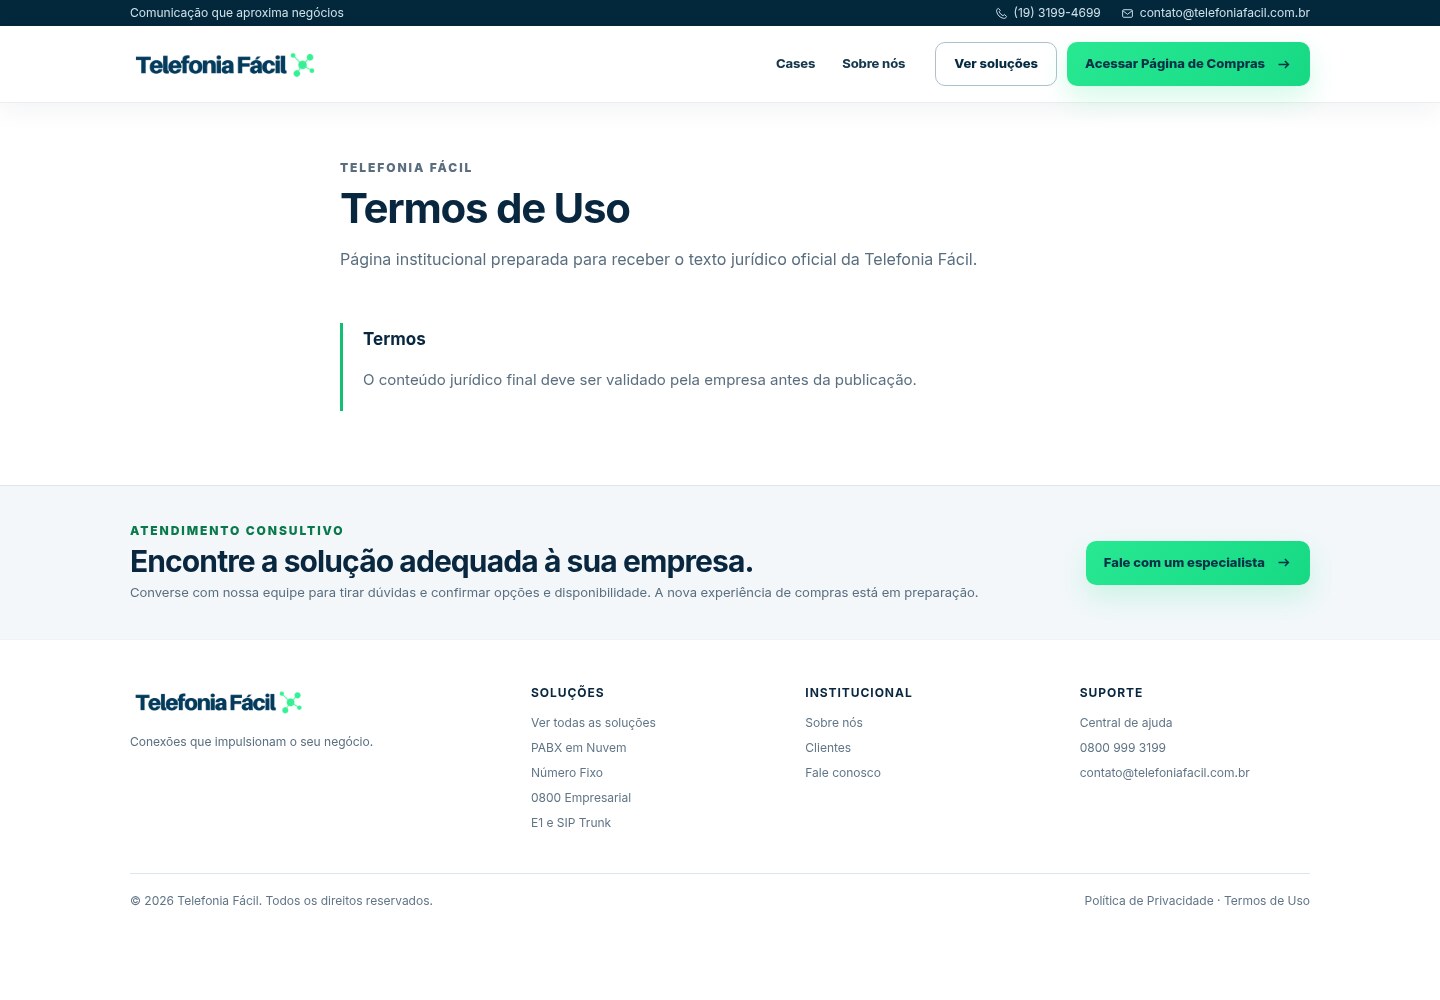 Comunicação que aproxima negócios
(19) 3199-4699 contato@telefoniafacil.com.br
Telefonia Fácil
Cases Sobre nós Ver soluções Acessar Página de Compras →
TELEFONIA FÁCIL
Termos de Uso
Página institucional preparada para receber o texto jurídico oficial da Telefonia Fácil.
Termos
O conteúdo jurídico final deve ser validado pela empresa antes da publicação.
ATENDIMENTO CONSULTIVO
Encontre a solução adequada à sua empresa.
Converse com nossa equipe para tirar dúvidas e confirmar opções e disponibilidade. A nova experiência de compras está em preparação.
Fale com um especialista →
Telefonia Fácil
Conexões que impulsionam o seu negócio.
SOLUÇÕES
Ver todas as soluções
PABX em Nuvem
Número Fixo
0800 Empresarial
E1 e SIP Trunk
INSTITUCIONAL
Sobre nós
Clientes
Fale conosco
SUPORTE
Central de ajuda
0800 999 3199
contato@telefoniafacil.com.br
© 2026 Telefonia Fácil. Todos os direitos reservados.
Política de Privacidade · Termos de Uso